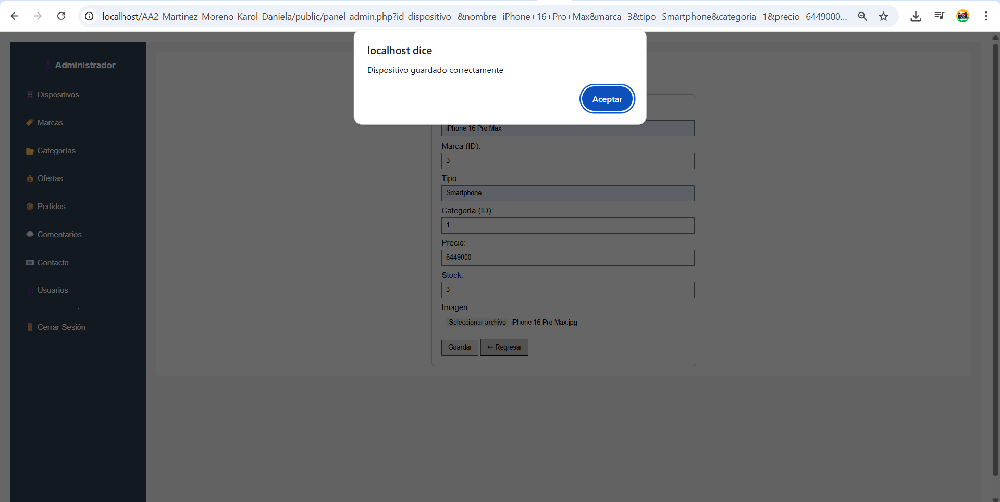 localhost/AA2_Martinez_Moreno_Karol_Daniela/public/panel_admin.php?id_dispositivo=&nombre=iPhone+16+Pro+Max&marca=3&tipo=Smartphone&categoria=1&precio=6449000...
localhost dice
Dispositivo guardado correctamente
Aceptar
Administrador
Dispositivos
Marcas
Categorías
Ofertas
Pedidos
Comentarios
Contacto
Usuarios
.
Cerrar Sesión
iPhone 16 Pro Max
Marca (ID):
3
Tipo:
Smartphone
Categoría (ID):
1
Precio:
6449000
Stock:
3
Imagen:
Seleccionar archivo iPhone 16 Pro Max.jpg
Guardar ← Regresar